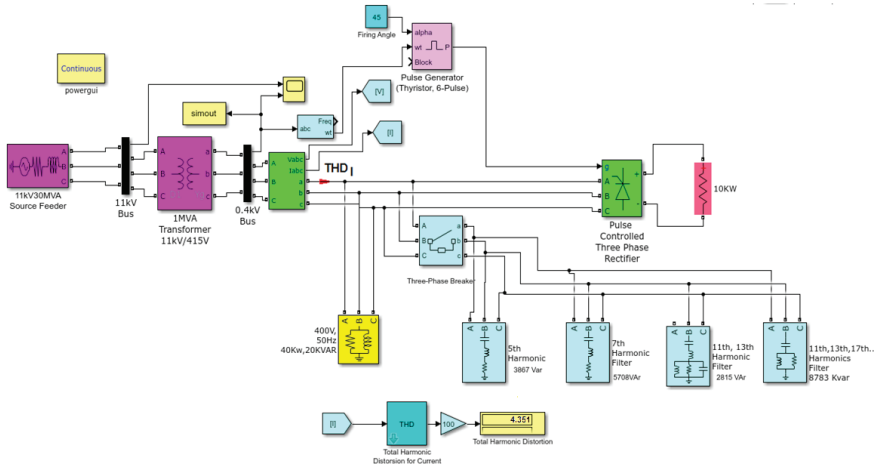 45
Firing Angle
alpha
wt
P
Block
Pulse Generator
(Thyristor, 6-Pulse)
Continuous
powergui
simout
abc
Freq
wt
[V]
[I]
A
B
C
11kV30MVA
Source Feeder
11kV
Bus
A
B
C
a
b
c
1MVA
Transformer
11kV/415V
0.4kV
Bus
A
B
C
Vabc
Iabc
a
b
c
THD I
g
A
B
C
+
-
Pulse
Controlled
Three Phase
Rectifier
10KW
A
B
C
a
b
c
Three-Phase Breaker
A B C
400V,
50Hz
40Kw,20KVAR
A B C
5th
Harmonic
3867 Var
A B C
7th
Harmonic
Filter
5708VAr
A B C
11th, 13th
Harmonic
Filter
2815 VAr
A B C
11th,13th,17th..
Harmonics
Filter
8783 Kvar
[I]
THD
Total Harmonic
Distorsion for Current
100
4.351
Total Harmonic Distortion